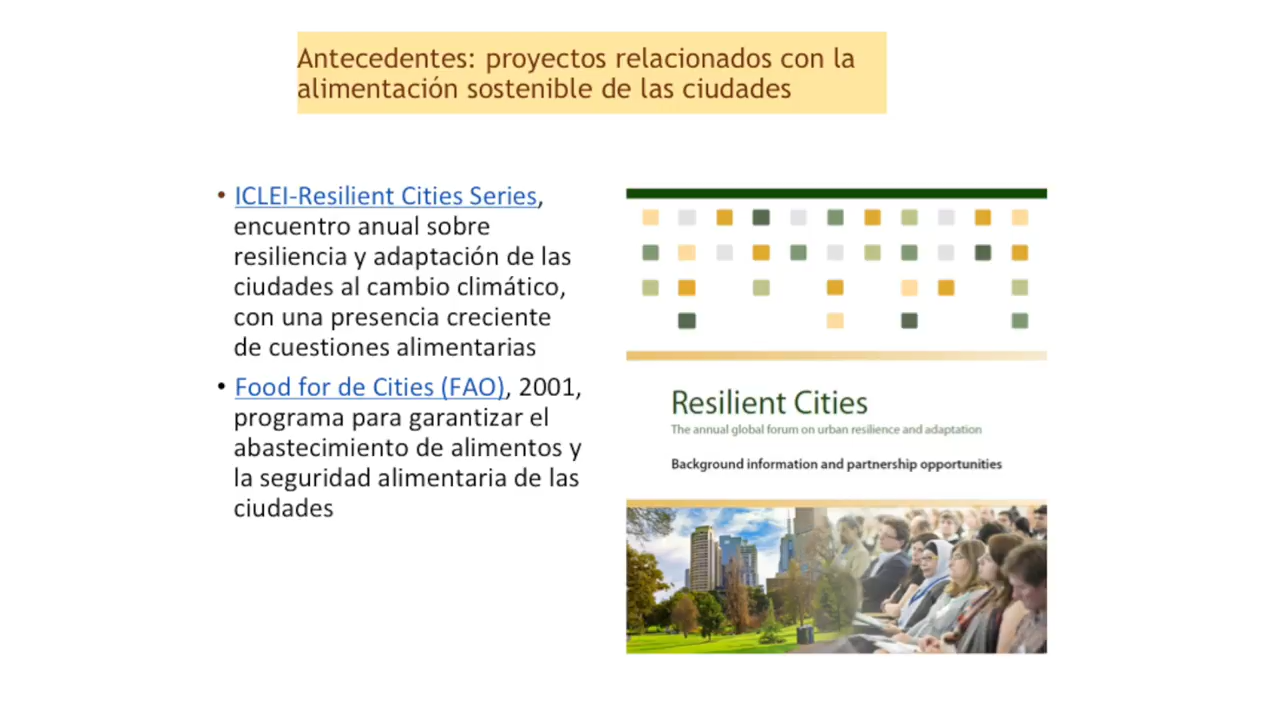 Antecedentes: proyectos relacionados con la
alimentación sostenible de las ciudades
• ICLEI-Resilient Cities Series,
encuentro anual sobre
resiliencia y adaptación de las
ciudades al cambio climático,
con una presencia creciente
de cuestiones alimentarias
• Food for de Cities (FAO), 2001,
programa para garantizar el
abastecimiento de alimentos y
la seguridad alimentaria de las
ciudades
Resilient Cities
The annual global forum on urban resilience and adaptation
Background information and partnership opportunities